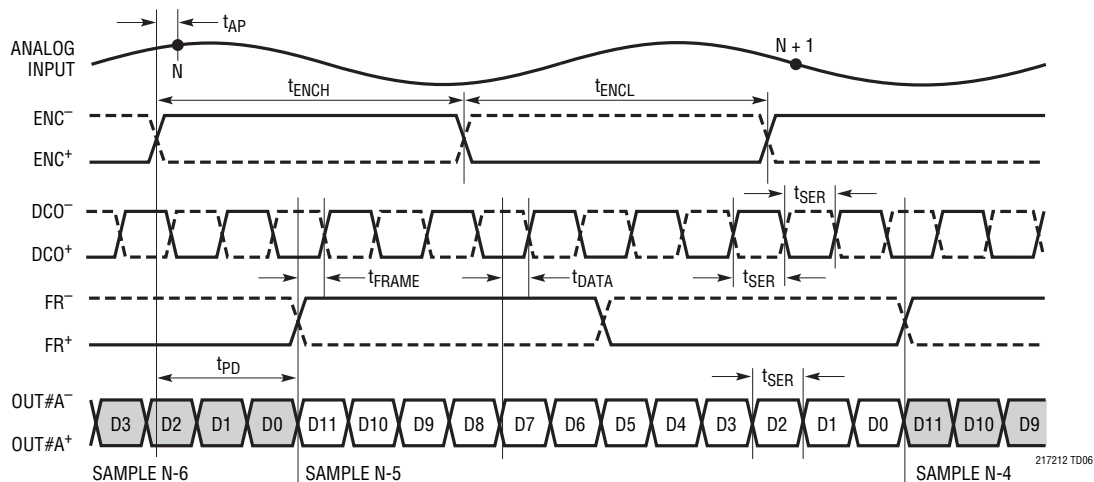 tAP
ANALOG
INPUT
N
N + 1
tENCH
tENCL
ENC–
ENC+
DCO–
DCO+
tSER
tFRAME
tDATA
tSER
FR–
FR+
tPD
tSER
OUT#A–
OUT#A+
D3 D2 D1 D0 D11 D10 D9 D8 D7 D6 D5 D4 D3 D2 D1 D0 D11 D10 D9
SAMPLE N-6
SAMPLE N-5
SAMPLE N-4
217212 TD06